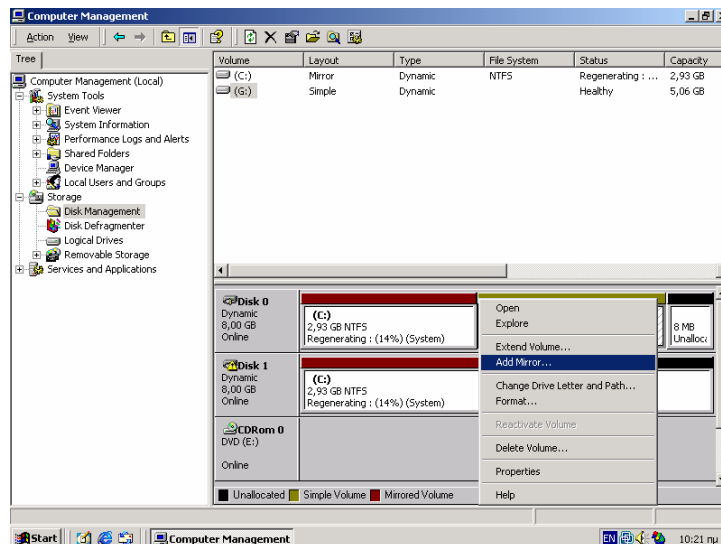 Computer Management
Action View
Tree
Volume Layout Type File System Status Capacity
(C:) Mirror Dynamic NTFS Regenerating : ... 2,93 GB
(G:) Simple Dynamic Healthy 5,06 GB
Computer Management (Local)
System Tools
Event Viewer
System Information
Performance Logs and Alerts
Shared Folders
Device Manager
Local Users and Groups
Storage
Disk Management
Disk Defragmenter
Logical Drives
Removable Storage
Services and Applications
Disk 0
Dynamic
8,00 GB
Online
(C:)
2,93 GB NTFS
Regenerating : (14%) (System)
8 MB
Unalloc
Disk 1
Dynamic
8,00 GB
Online
(C:)
2,93 GB NTFS
Regenerating : (14%) (System)
CDRom 0
DVD (E:)
Online
Open
Explore
Extend Volume...
Add Mirror...
Change Drive Letter and Path...
Format...
Reactivate Volume
Delete Volume...
Properties
Help
Unallocated Simple Volume Mirrored Volume
Start Computer Management EN 10:21 πμ